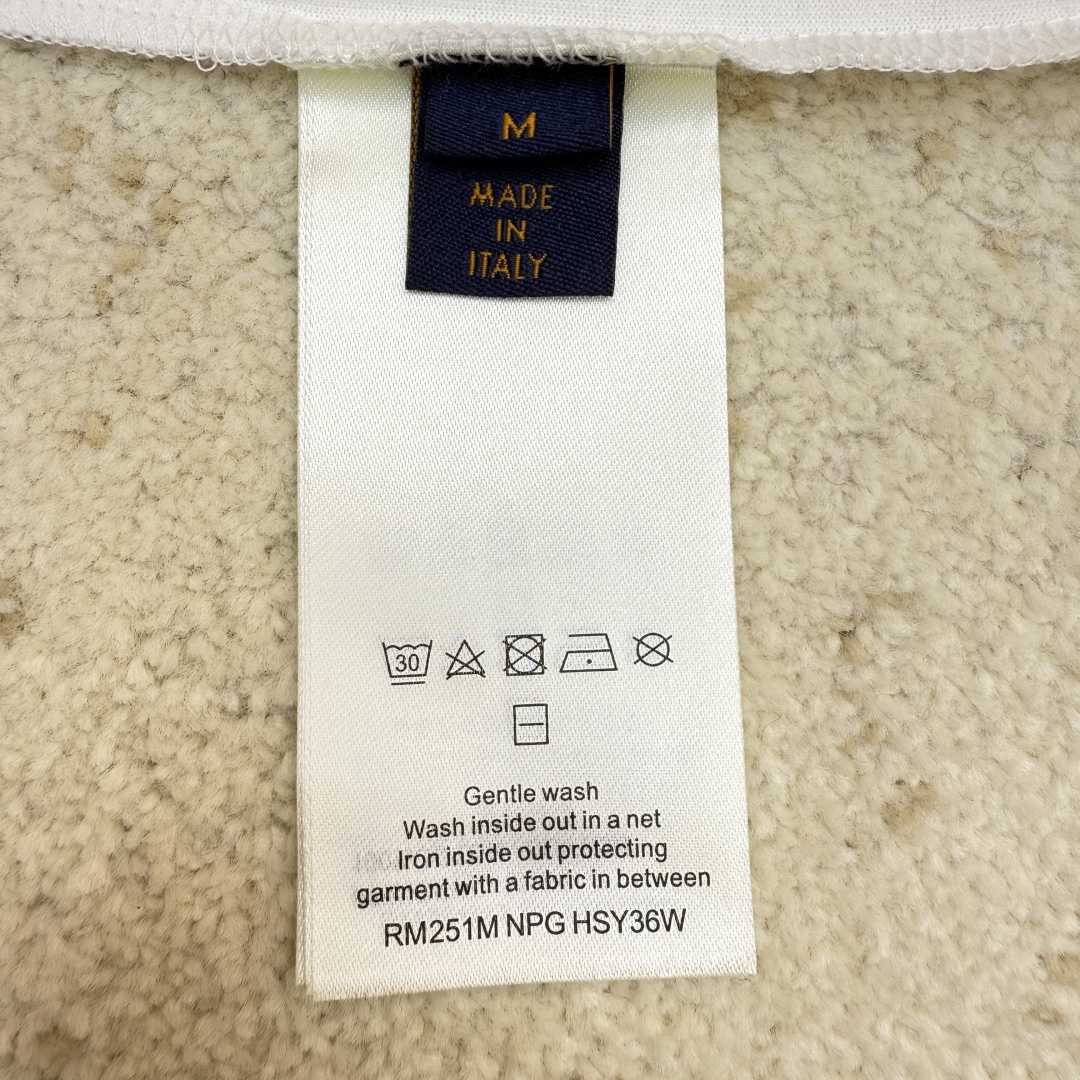 M
MADE
IN
ITALY
30
Gentle wash
Wash inside out in a net
Iron inside out protecting
garment with a fabric in between
RM251M NPG HSY36W